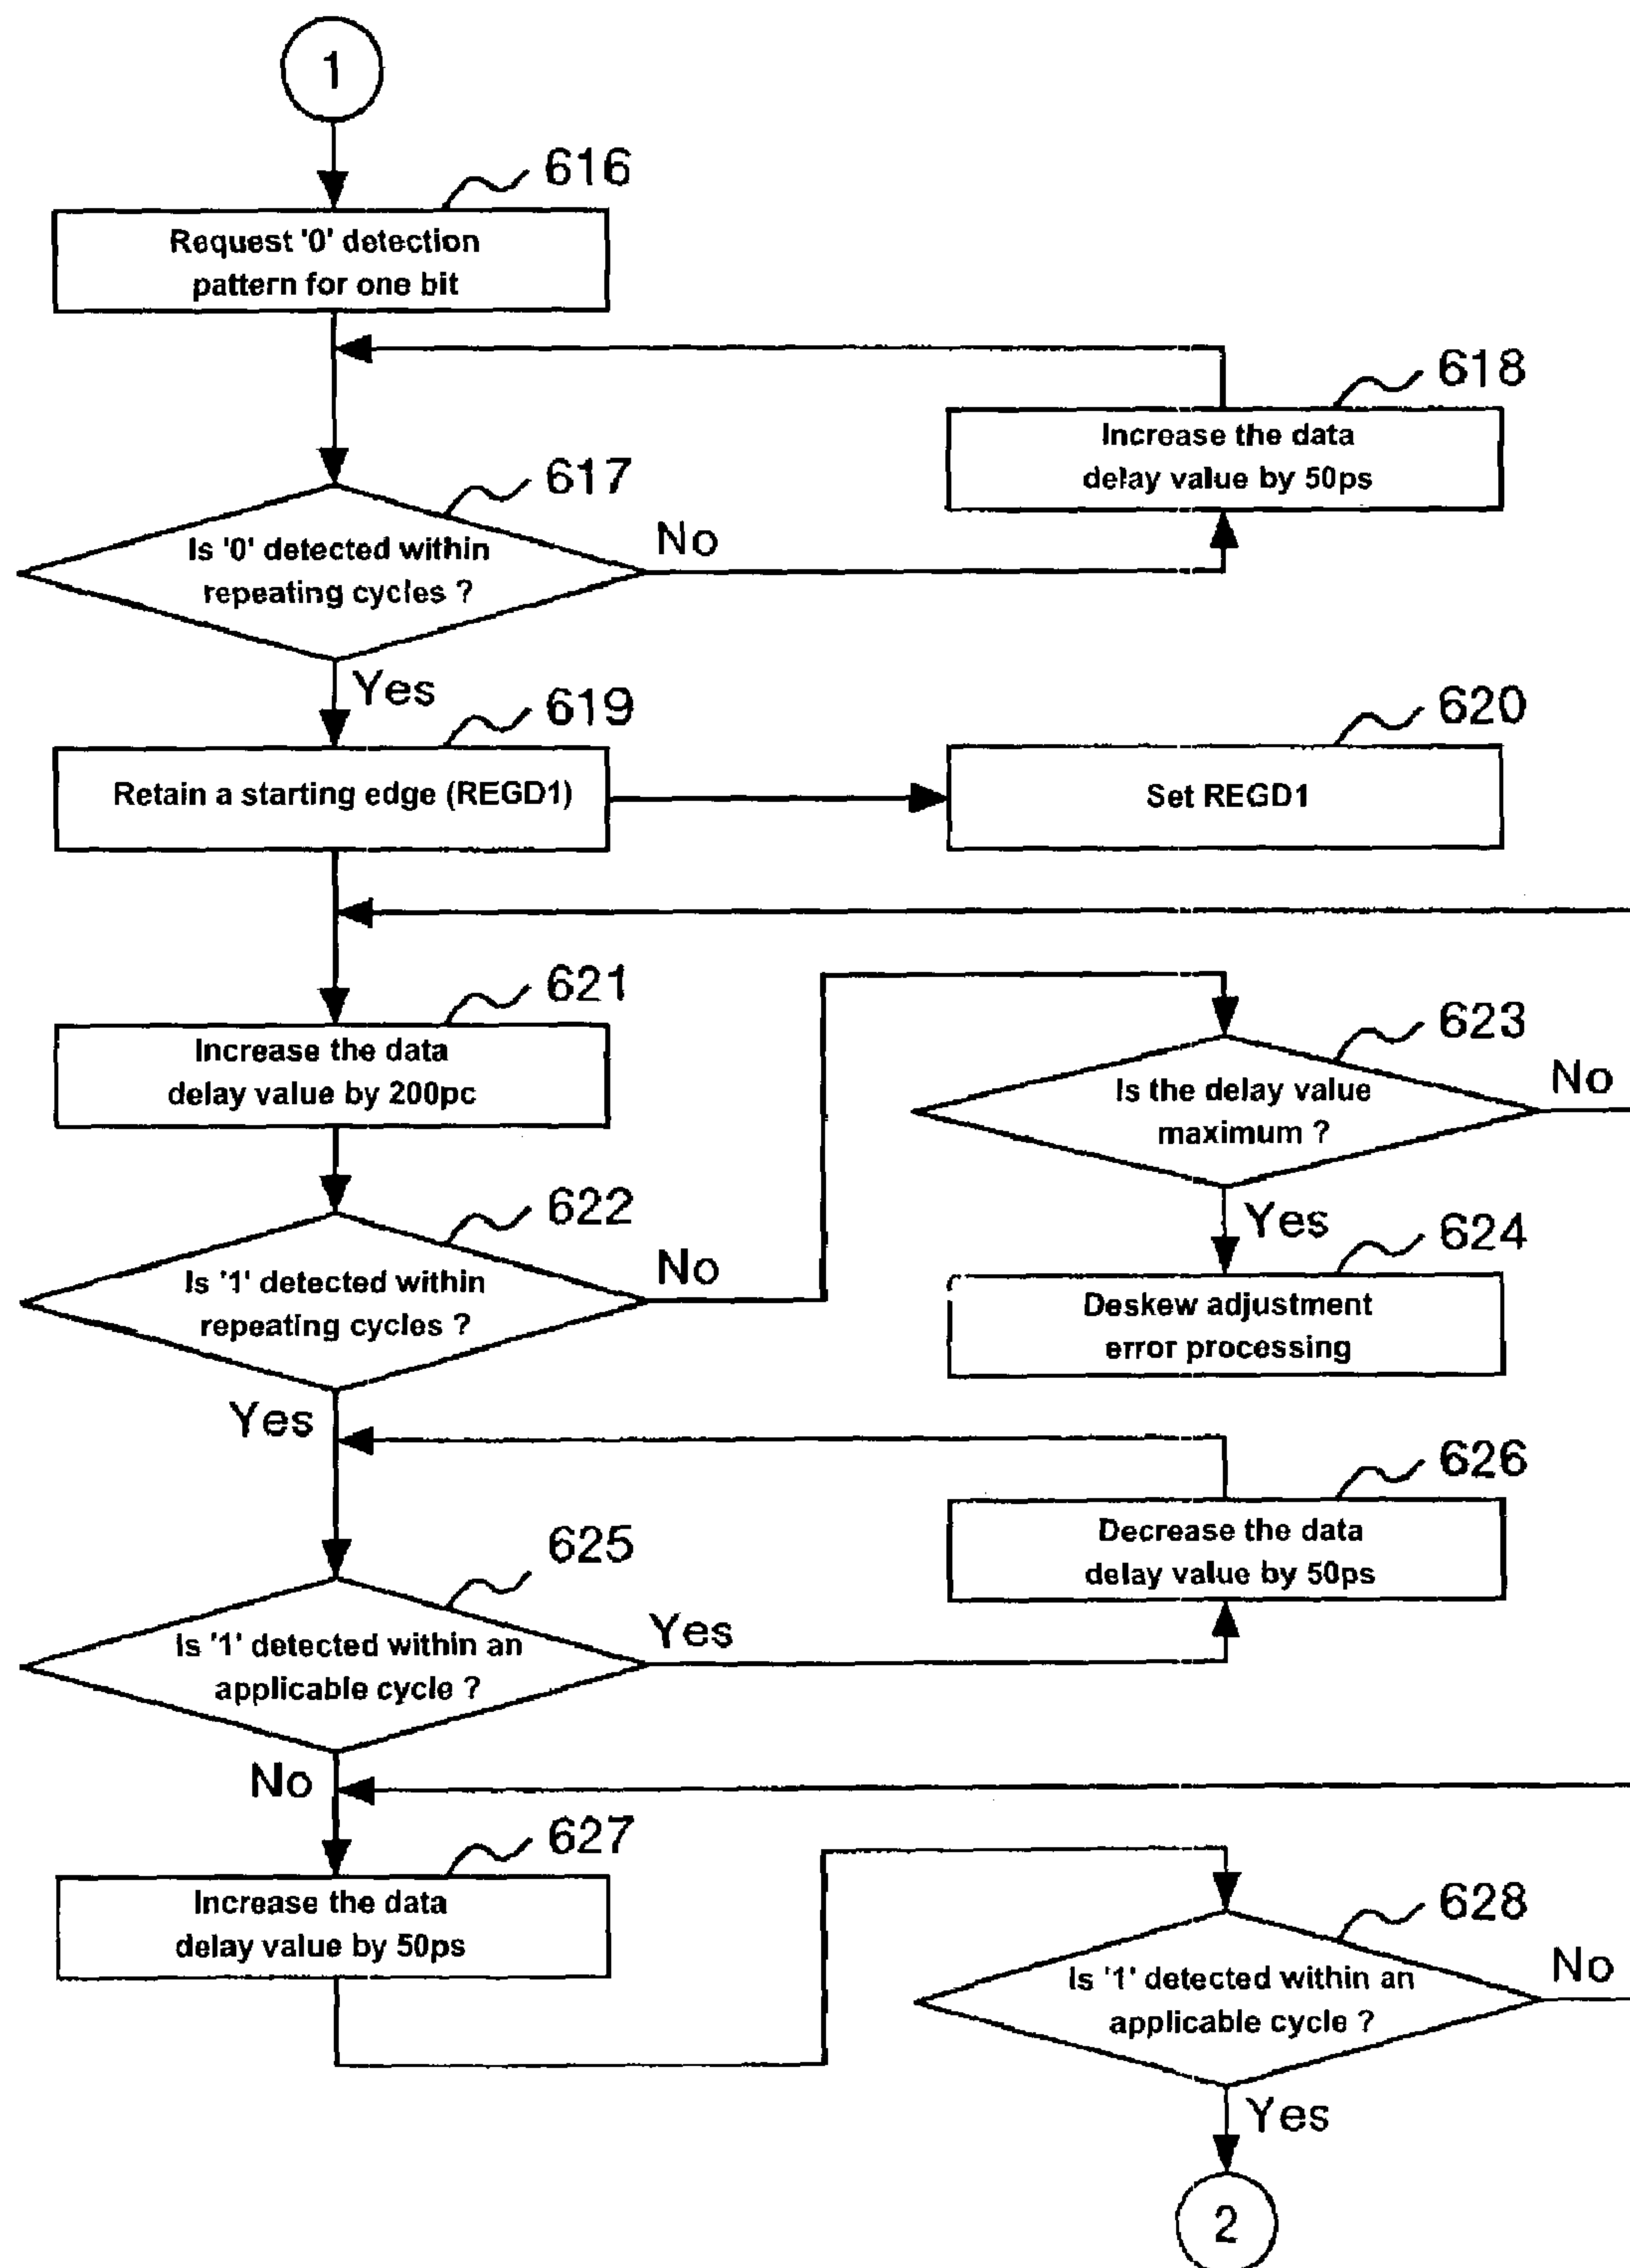 1
616
Request '0' detection
pattern for one bit
618
Increase the data
delay value by 50ps
617
Is '0' detected within
repeating cycles ?
No
Yes
619
Retain a starting edge (REGD1)
620
Set REGD1
621
Increase the data
delay value by 200pc
622
Is '1' detected within
repeating cycles ?
No
623
Is the delay value
maximum ?
No
Yes
624
Deskew adjustment
error processing
Yes
626
Decrease the data
delay value by 50ps
625
Is '1' detected within an
applicable cycle ?
Yes
No
627
Increase the data
delay value by 50ps
628
Is '1' detected within an
applicable cycle ?
No
Yes
2